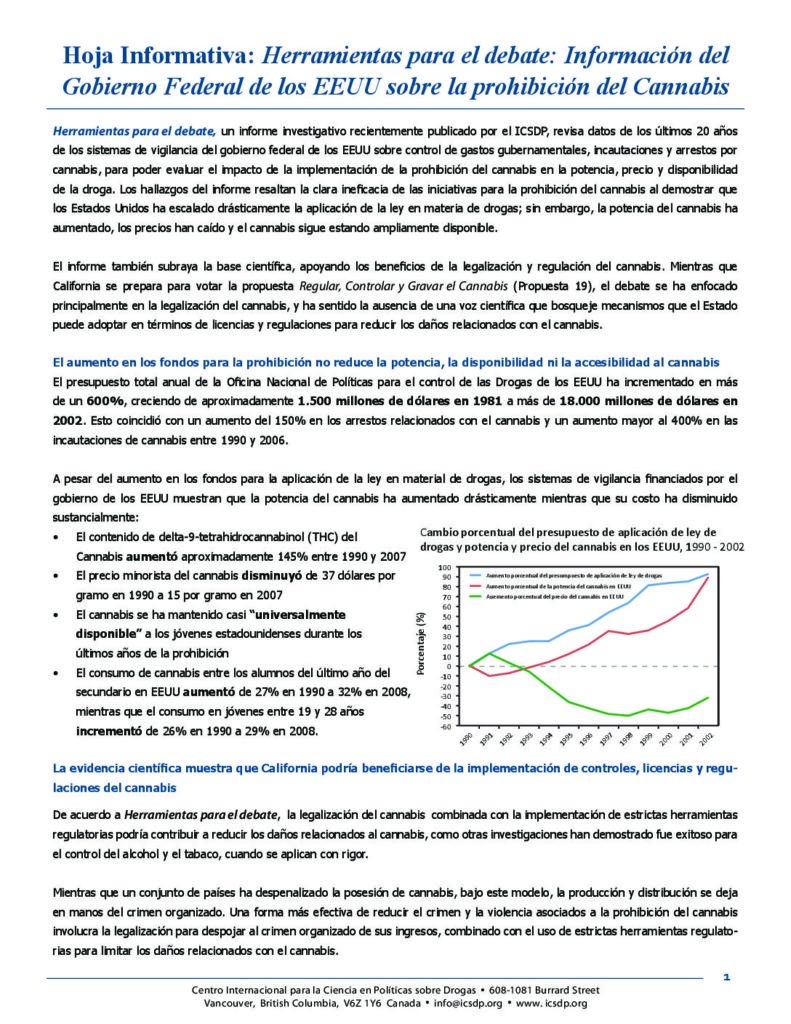 Hoja Informativa: Herramientas para el debate: Información del
Gobierno Federal de los EEUU sobre la prohibición del Cannabis
Herramientas para el debate, un informe investigativo recientemente publicado por el ICSDP, revisa datos de los últimos 20 años
de los sistemas de vigilancia del gobierno federal de los EEUU sobre control de gastos gubernamentales, incautaciones y arrestos por
cannabis, para poder evaluar el impacto de la implementación de la prohibición del cannabis en la potencia, precio y disponibilidad
de la droga. Los hallazgos del informe resaltan la clara ineficacia de las iniciativas para la prohibición del cannabis al demostrar que
los Estados Unidos ha escalado drásticamente la aplicación de la ley en materia de drogas; sin embargo, la potencia del cannabis ha
aumentado, los precios han caído y el cannabis sigue estando ampliamente disponible.
El informe también subraya la base científica, apoyando los beneficios de la legalización y regulación del cannabis. Mientras que
California se prepara para votar la propuesta Regular, Controlar y Gravar el Cannabis (Propuesta 19), el debate se ha enfocado
principalmente en la legalización del cannabis, y ha sentido la ausencia de una voz científica que bosqueje mecanismos que el Estado
puede adoptar en términos de licencias y regulaciones para reducir los daños relacionados con el cannabis.
El aumento en los fondos para la prohibición no reduce la potencia, la disponibilidad ni la accesibilidad al cannabis
El presupuesto total anual de la Oficina Nacional de Políticas para el control de las Drogas de los EEUU ha incrementado en más
de un 600%, creciendo de aproximadamente 1.500 millones de dólares en 1981 a más de 18.000 millones de dólares en
2002. Esto coincidió con un aumento del 150% en los arrestos relacionados con el cannabis y un aumento mayor al 400% en las
incautaciones de cannabis entre 1990 y 2006.
A pesar del aumento en los fondos para la aplicación de la ley en material de drogas, los sistemas de vigilancia financiados por el
gobierno de los EEUU muestran que la potencia del cannabis ha aumentado drásticamente mientras que su costo ha disminuido
sustancialmente:
• El contenido de delta-9-tetrahidrocannabinol (THC) del
Cannabis aumentó aproximadamente 145% entre 1990 y 2007
• El precio minorista del cannabis disminuyó de 37 dólares por
gramo en 1990 a 15 por gramo en 2007
• El cannabis se ha mantenido casi “universalmente
disponible” a los jóvenes estadounidenses durante los
últimos años de la prohibición
• El consumo de cannabis entre los alumnos del último año del
secundario en EEUU aumentó de 27% en 1990 a 32% en 2008,
mientras que el consumo en jóvenes entre 19 y 28 años
incrementó de 26% en 1990 a 29% en 2008.
Cambio porcentual del presupuesto de aplicación de ley de
drogas y potencia y precio del cannabis en los EEUU, 1990 - 2002
Porcentaje (%)
100
90
80
70
60
50
40
30
20
10
0
-10
-20
-30
-40
-50
-60
Aumento porcentual del presupuesto de aplicación de ley de drogas
Aumento porcentual de la potencia del cannabis en EEUU
Auemento porcentual del precio del cannabis en EEUU
1990 1991 1992 1993 1994 1995 1996 1997 1998 1999 2000 2001 2002
La evidencia científica muestra que California podría beneficiarse de la implementación de controles, licencias y regu-
laciones del cannabis
De acuerdo a Herramientas para el debate, la legalización del cannabis combinada con la implementación de estrictas herramientas
regulatorias podría contribuir a reducir los daños relacionados al cannabis, como otras investigaciones han demostrado fue exitoso para
el control del alcohol y el tabaco, cuando se aplican con rigor.
Mientras que un conjunto de países ha despenalizado la posesión de cannabis, bajo este modelo, la producción y distribución se deja
en manos del crimen organizado. Una forma más efectiva de reducir el crimen y la violencia asociados a la prohibición del cannabis
involucra la legalización para despojar al crimen organizado de sus ingresos, combinado con el uso de estrictas herramientas regulato-
rias para limitar los daños relacionados con el cannabis.
1
Centro Internacional para la Ciencia en Políticas sobre Drogas • 608-1081 Burrard Street
Vancouver, British Columbia, V6Z 1Y6 Canada • info@icsdp.org • www. icsdp.org